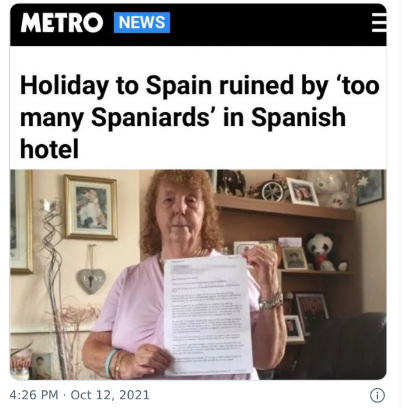 METRO NEWS
Holiday to Spain ruined by ‘too
many Spaniards’ in Spanish
hotel
4:26 PM · Oct 12, 2021